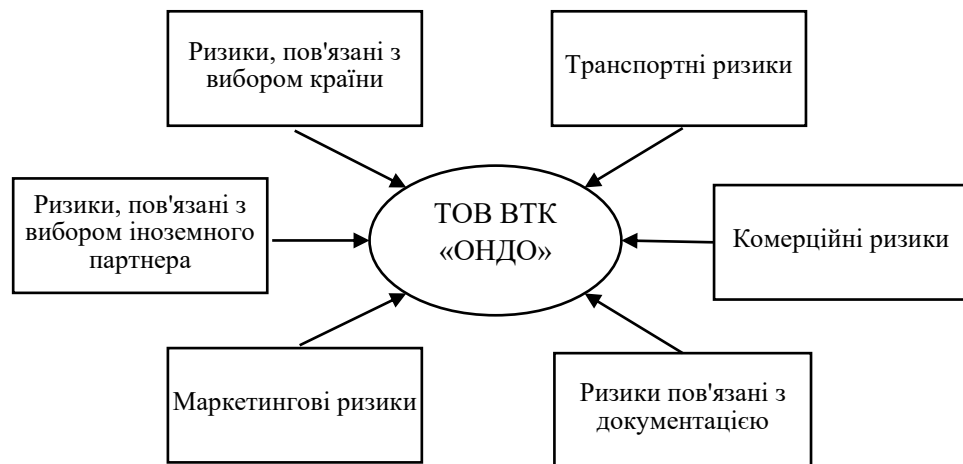 Ризики, пов'язані з
вибором країни
Транспортні ризики
Ризики, пов'язані з
вибором іноземного
партнера
ТОВ ВТК
«ОНДО»
Комерційні ризики
Маркетингові ризики
Ризики пов'язані з
документацією